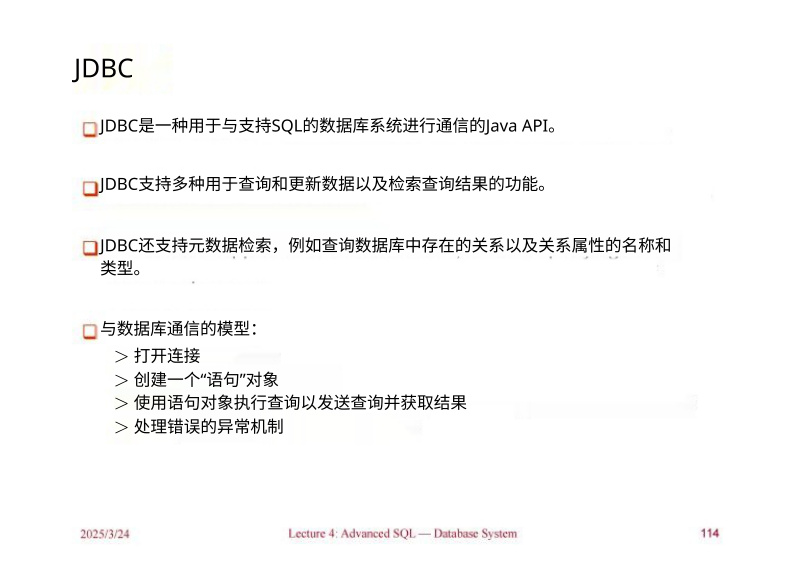 JDBC
JDBC是一种用于与支持SQL的数据库系统进行通信的Java API。
JDBC支持多种用于查询和更新数据以及检索查询结果的功能。
JDBC还支持元数据检索，例如查询数据库中存在的关系以及关系属性的名称和
类型。
与数据库通信的模型：
＞ 打开连接
＞ 创建一个“语句”对象
＞ 使用语句对象执行查询以发送查询并获取结果
＞ 处理错误的异常机制
2025/3/24 Lecture 4: Advanced SQL — Database System 114